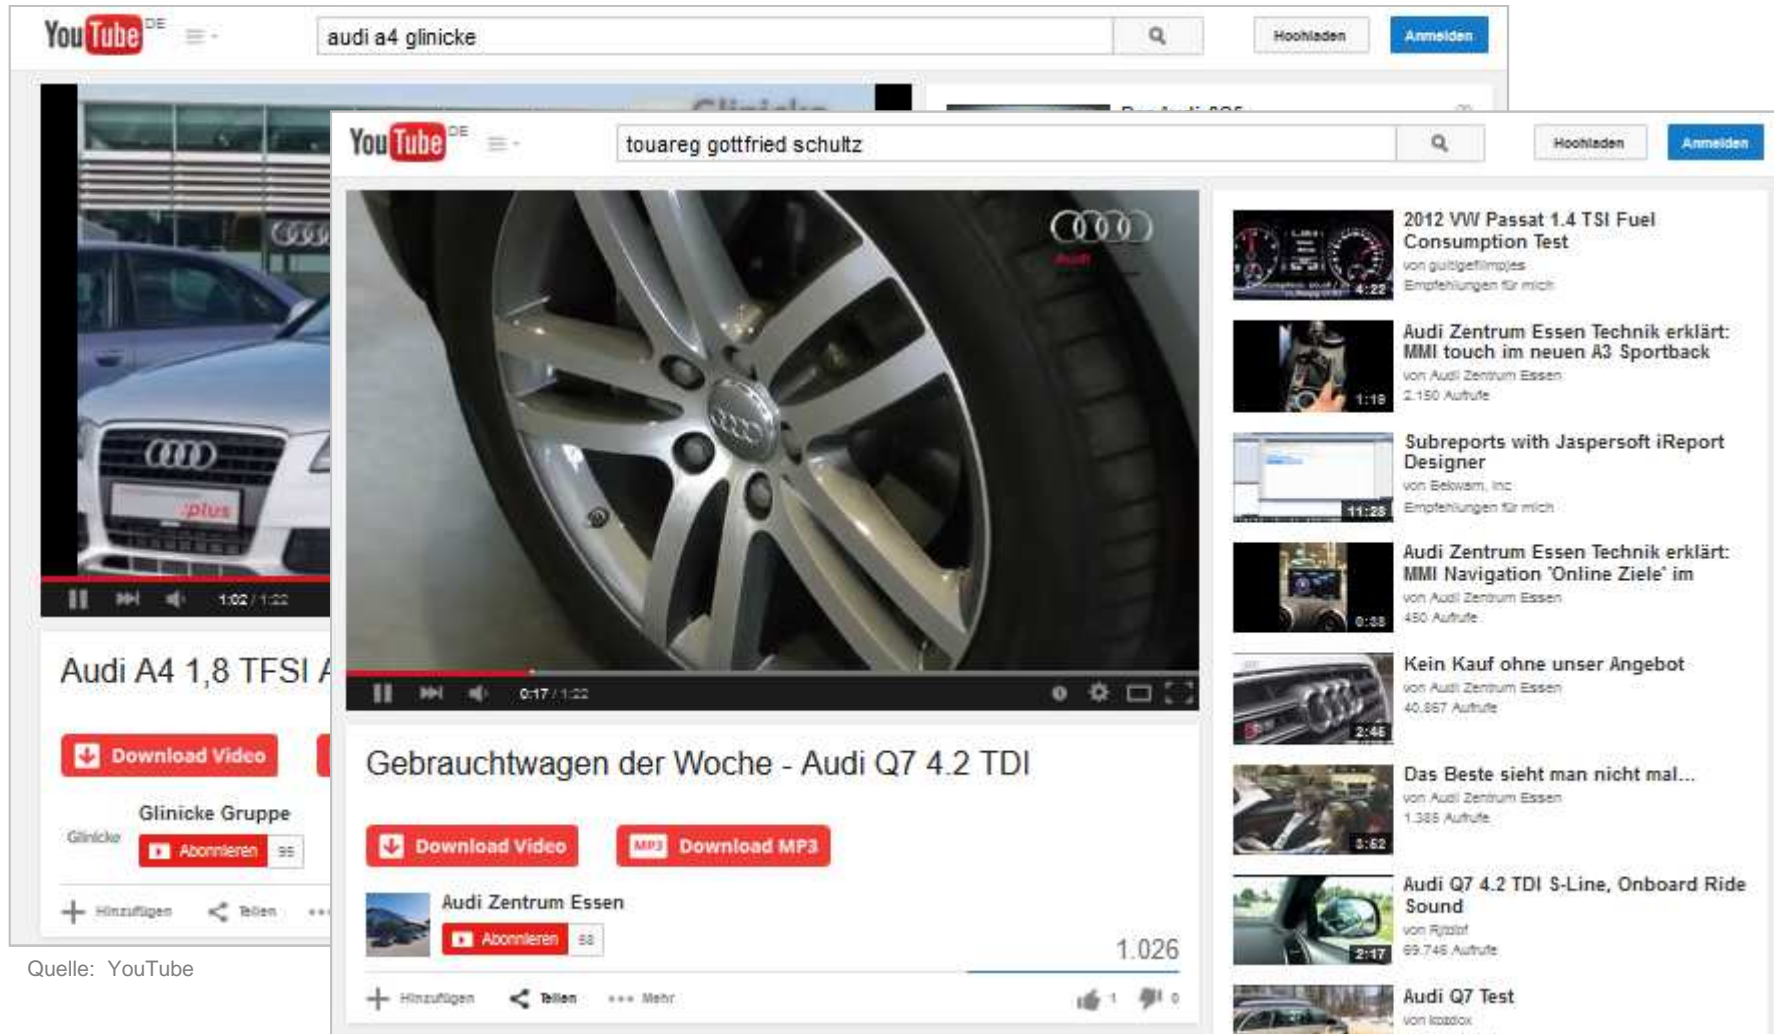 YouTube DE
audi a4 glinicke
Hochladen
Anmelden
Glinicke
:plus
1:02 / 1:22
Audi A4 1,8 TFSI A
Download Video
Glinicke Gruppe
Glinicke
Abonnieren
Hinzufügen
Teilen
YouTube DE
touareg gottfried schultz
Hochladen
Anmelden
Audi
0:17 / 1:22
Gebrauchtwagen der Woche - Audi Q7 4.2 TDI
Download Video
MP3 Download MP3
Audi Zentrum Essen
Abonnieren
1.026
Hinzufügen
Teilen
Mehr
1
0
2012 VW Passat 1.4 TSI Fuel
Consumption Test
Empfehlungen für mich
4:22
Audi Zentrum Essen Technik erklärt:
MMI touch im neuen A3 Sportback
von Audi Zentrum Essen
2.150 Aufrufe
1:19
Subreports with Jaspersoft iReport
Designer
von Bekwam, Inc
Empfehlungen für mich
11:28
Audi Zentrum Essen Technik erklärt:
MMI Navigation "Online Ziele" im
von Audi Zentrum Essen
450 Aufrufe
0:38
Kein Kauf ohne unser Angebot
von Audi Zentrum Essen
40.867 Aufrufe
2:45
Das Beste sieht man nicht mal...
von Audi Zentrum Essen
1.385 Aufrufe
3:52
Audi Q7 4.2 TDI S-Line, Onboard Ride
Sound
69.746 Aufrufe
2:17
Audi Q7 Test
von kozdox
Quelle: YouTube